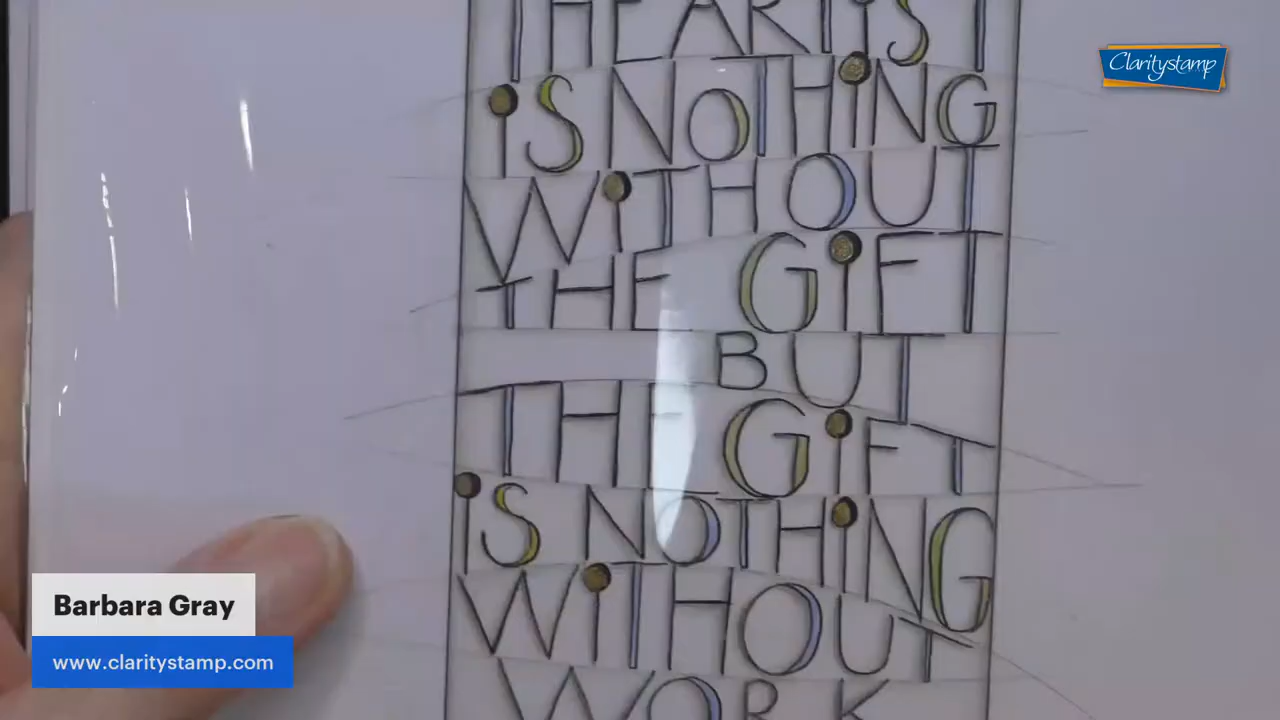 THE ARTiST
iS NOTHiNG
WiTHOUT
THE GiFT
BUT
THE GiFT
iS NOTHiNG
WiTHOUT
WORK
Claritystamp
Barbara Gray
www.claritystamp.com